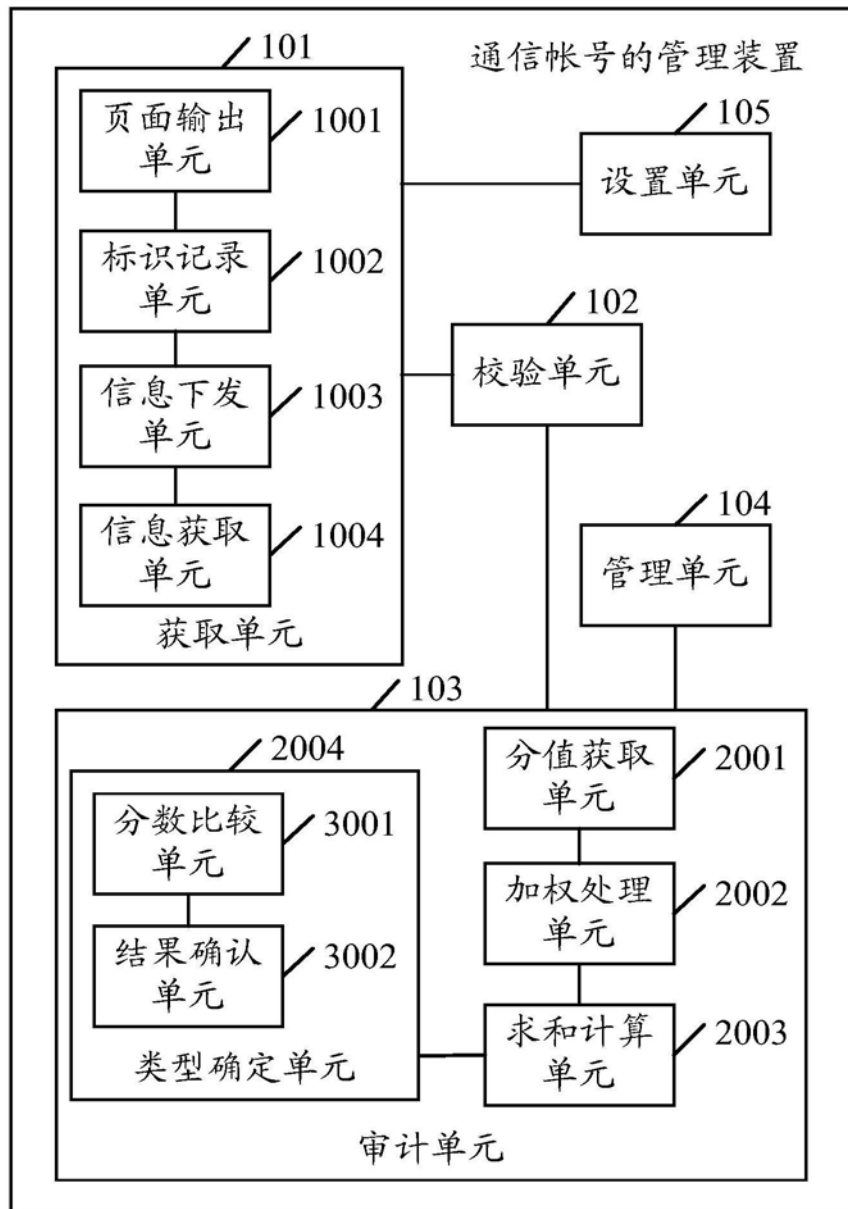 通信帐号的管理装置
101
页面输出
单元
1001
标识记录
单元
1002
信息下发
单元
1003
信息获取
单元
1004
获取单元
105
设置单元
102
校验单元
104
管理单元
103
2004
分数比较
单元
3001
结果确认
单元
3002
类型确定单元
分值获取
单元
2001
加权处理
单元
2002
求和计算
单元
2003
审计单元